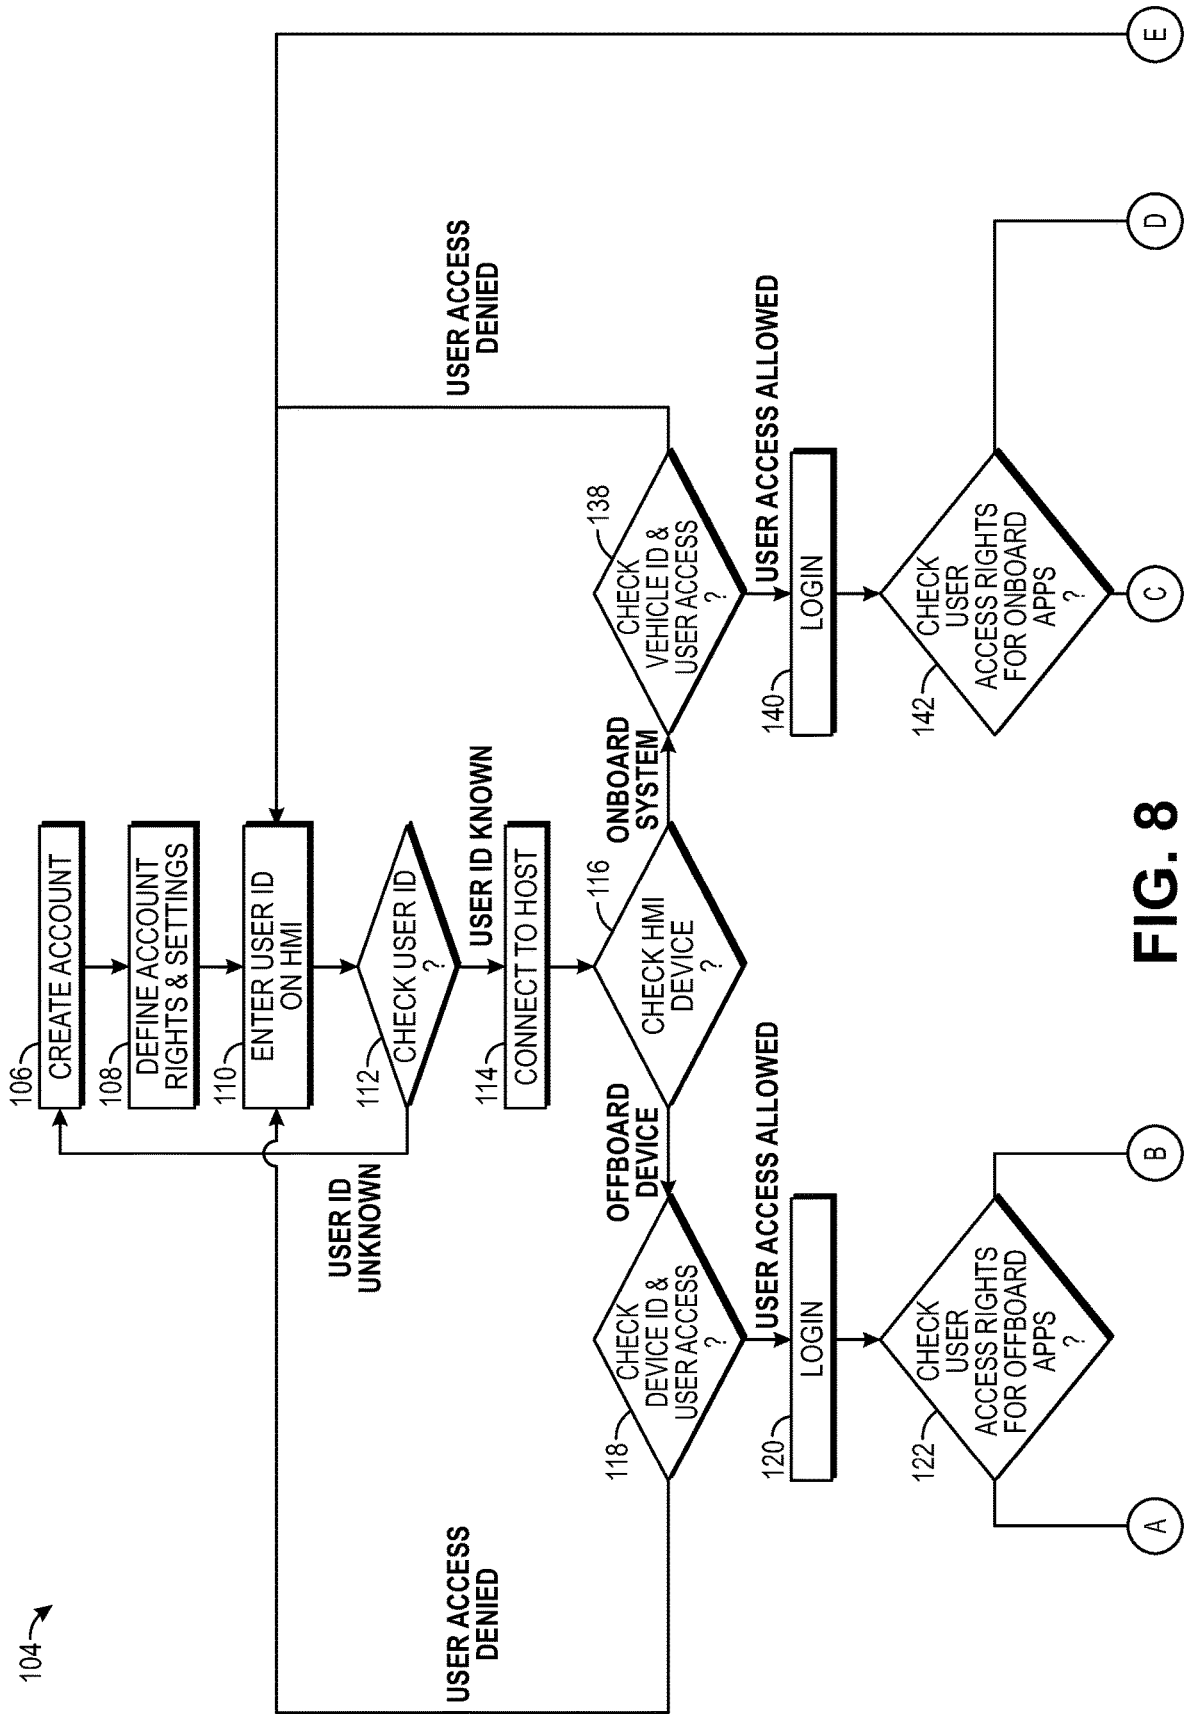 104
106
CREATE ACCOUNT
108
DEFINE ACCOUNT
RIGHTS & SETTINGS
110
ENTER USER ID
ON HMI
USER ID
UNKNOWN
112
CHECK USER ID
?
USER ID KNOWN
114
CONNECT TO HOST
116
CHECK HMI
DEVICE
?
OFFBOARD
DEVICE
ONBOARD
SYSTEM
USER ACCESS
DENIED
118
CHECK
DEVICE ID &
USER ACCESS
?
USER ACCESS ALLOWED
120
LOGIN
122
CHECK
USER
ACCESS RIGHTS
FOR OFFBOARD
APPS
?
USER ACCESS
DENIED
138
CHECK
VEHICLE ID &
USER ACCESS
?
USER ACCESS ALLOWED
140
LOGIN
142
CHECK
USER
ACCESS RIGHTS
FOR ONBOARD
APPS
?
A
B
C
D
E
FIG. 8